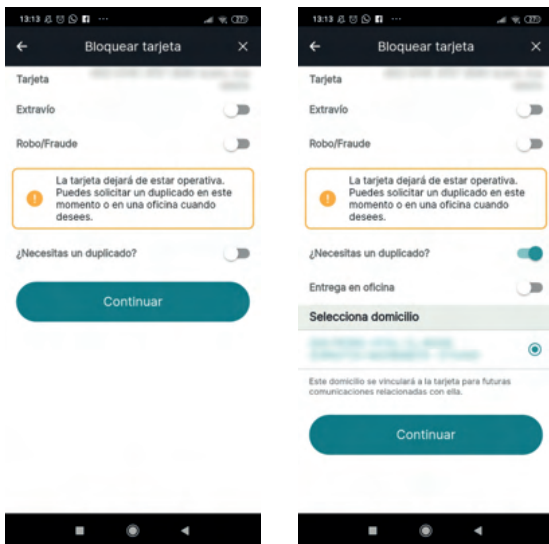 13:13
Bloquear tarjeta
Tarjeta
Extravío
Robo/Fraude
La tarjeta dejará de estar operativa.
Puedes solicitar un duplicado en este
momento o en una oficina cuando
desees.
¿Necesitas un duplicado?
Continuar
13:13
Bloquear tarjeta
Tarjeta
Extravío
Robo/Fraude
La tarjeta dejará de estar operativa.
Puedes solicitar un duplicado en este
momento o en una oficina cuando
desees.
¿Necesitas un duplicado?
Entrega en oficina
Selecciona domicilio
Este domicilio se vinculará a la tarjeta para futuras
comunicaciones relacionadas con ella.
Continuar